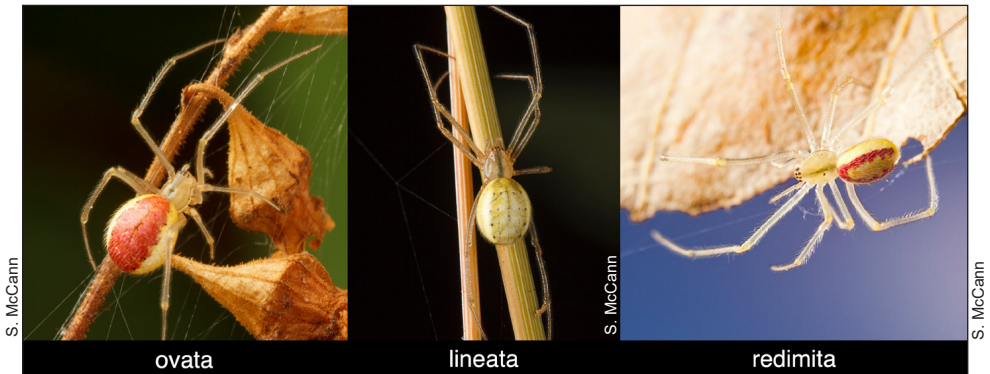 S. McCann
S. McCann
S. McCann
ovata
lineata
redimita